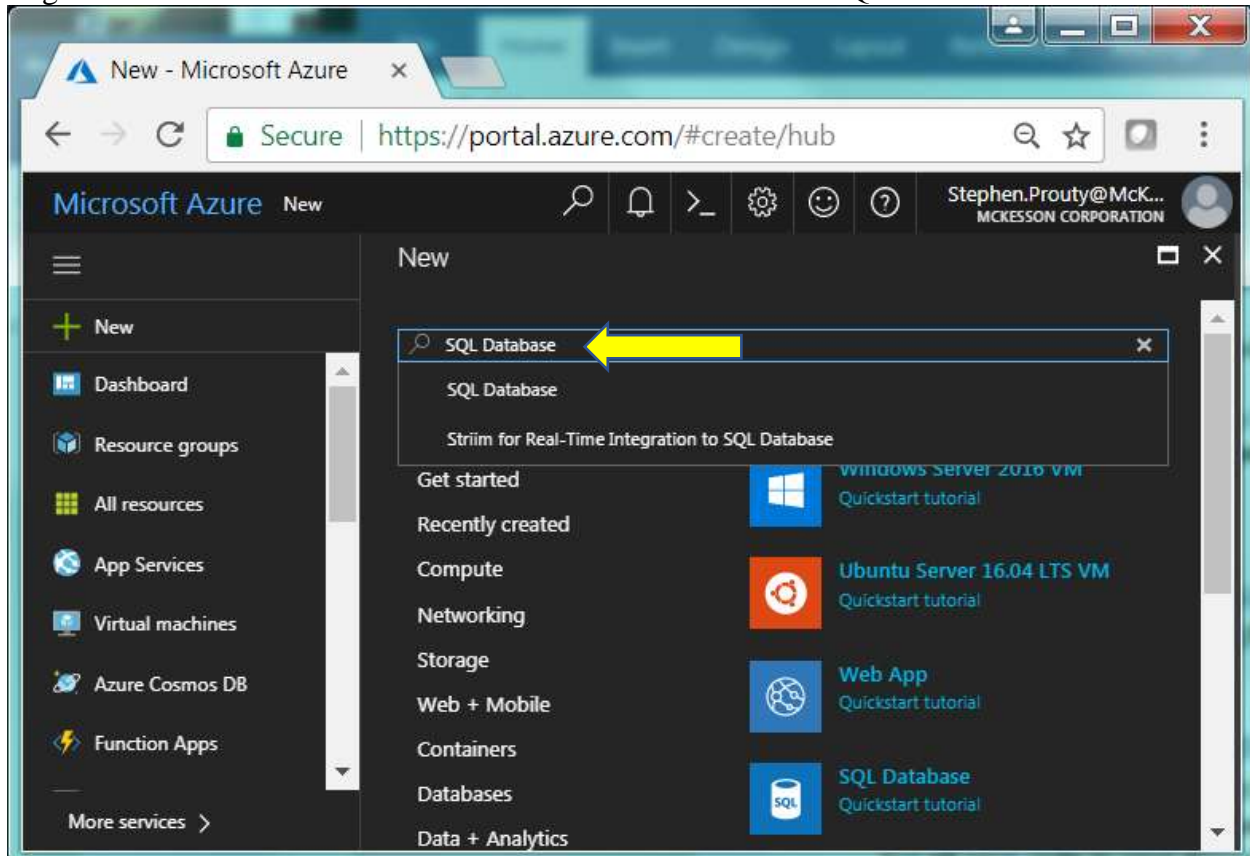 New - Microsoft Azure
Secure | https://portal.azure.com/#create/hub
Microsoft Azure New
Stephen.Prouty@McK...
MCKESSON CORPORATION
New
New
SQL Database
Dashboard
SQL Database
Resource groups
Striim for Real-Time Integration to SQL Database
Get started
Windows Server 2016 VM
Quickstart tutorial
All resources
Recently created
App Services
Compute
Ubuntu Server 16.04 LTS VM
Quickstart tutorial
Virtual machines
Networking
Storage
Azure Cosmos DB
Web App
Quickstart tutorial
Web + Mobile
Function Apps
Containers
SQL Database
SQL
Quickstart tutorial
Databases
More services >
Data + Analytics